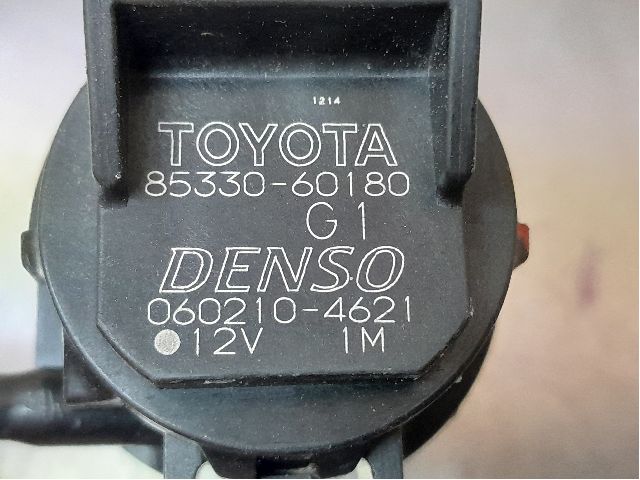 1214
TOYOTA
85330-60180
G1
DENSO
060210-4621
12V 1M